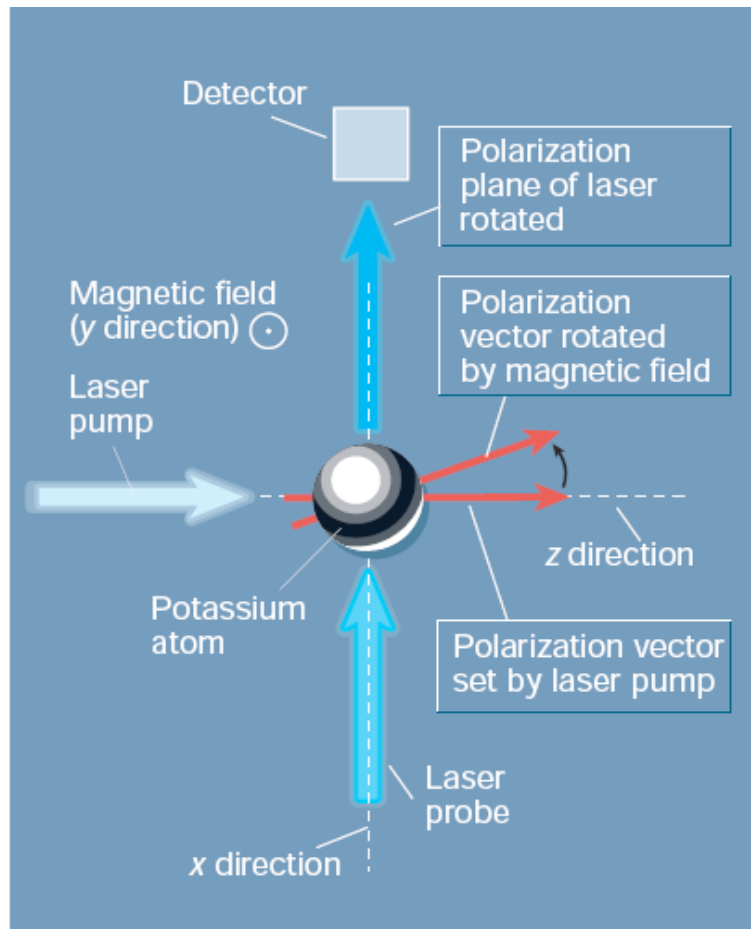 Detector
Polarization
plane of laser
rotated
Magnetic field
(y direction)
Polarization
vector rotated
by magnetic field
Laser
pump
z direction
Potassium
atom
Polarization vector
set by laser pump
Laser
probe
x direction